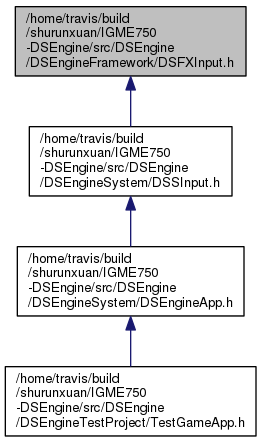 /home/travis/build
/shurunxuan/IGME750
-DSEngine/src/DSEngine
/DSEngineFramework/DSFXInput.h
/home/travis/build
/shurunxuan/IGME750
-DSEngine/src/DSEngine
/DSEngineSystem/DSSInput.h
/home/travis/build
/shurunxuan/IGME750
-DSEngine/src/DSEngine
/DSEngineSystem/DSEngineApp.h
/home/travis/build
/shurunxuan/IGME750
-DSEngine/src/DSEngine
/DSEngineTestProject/TestGameApp.h